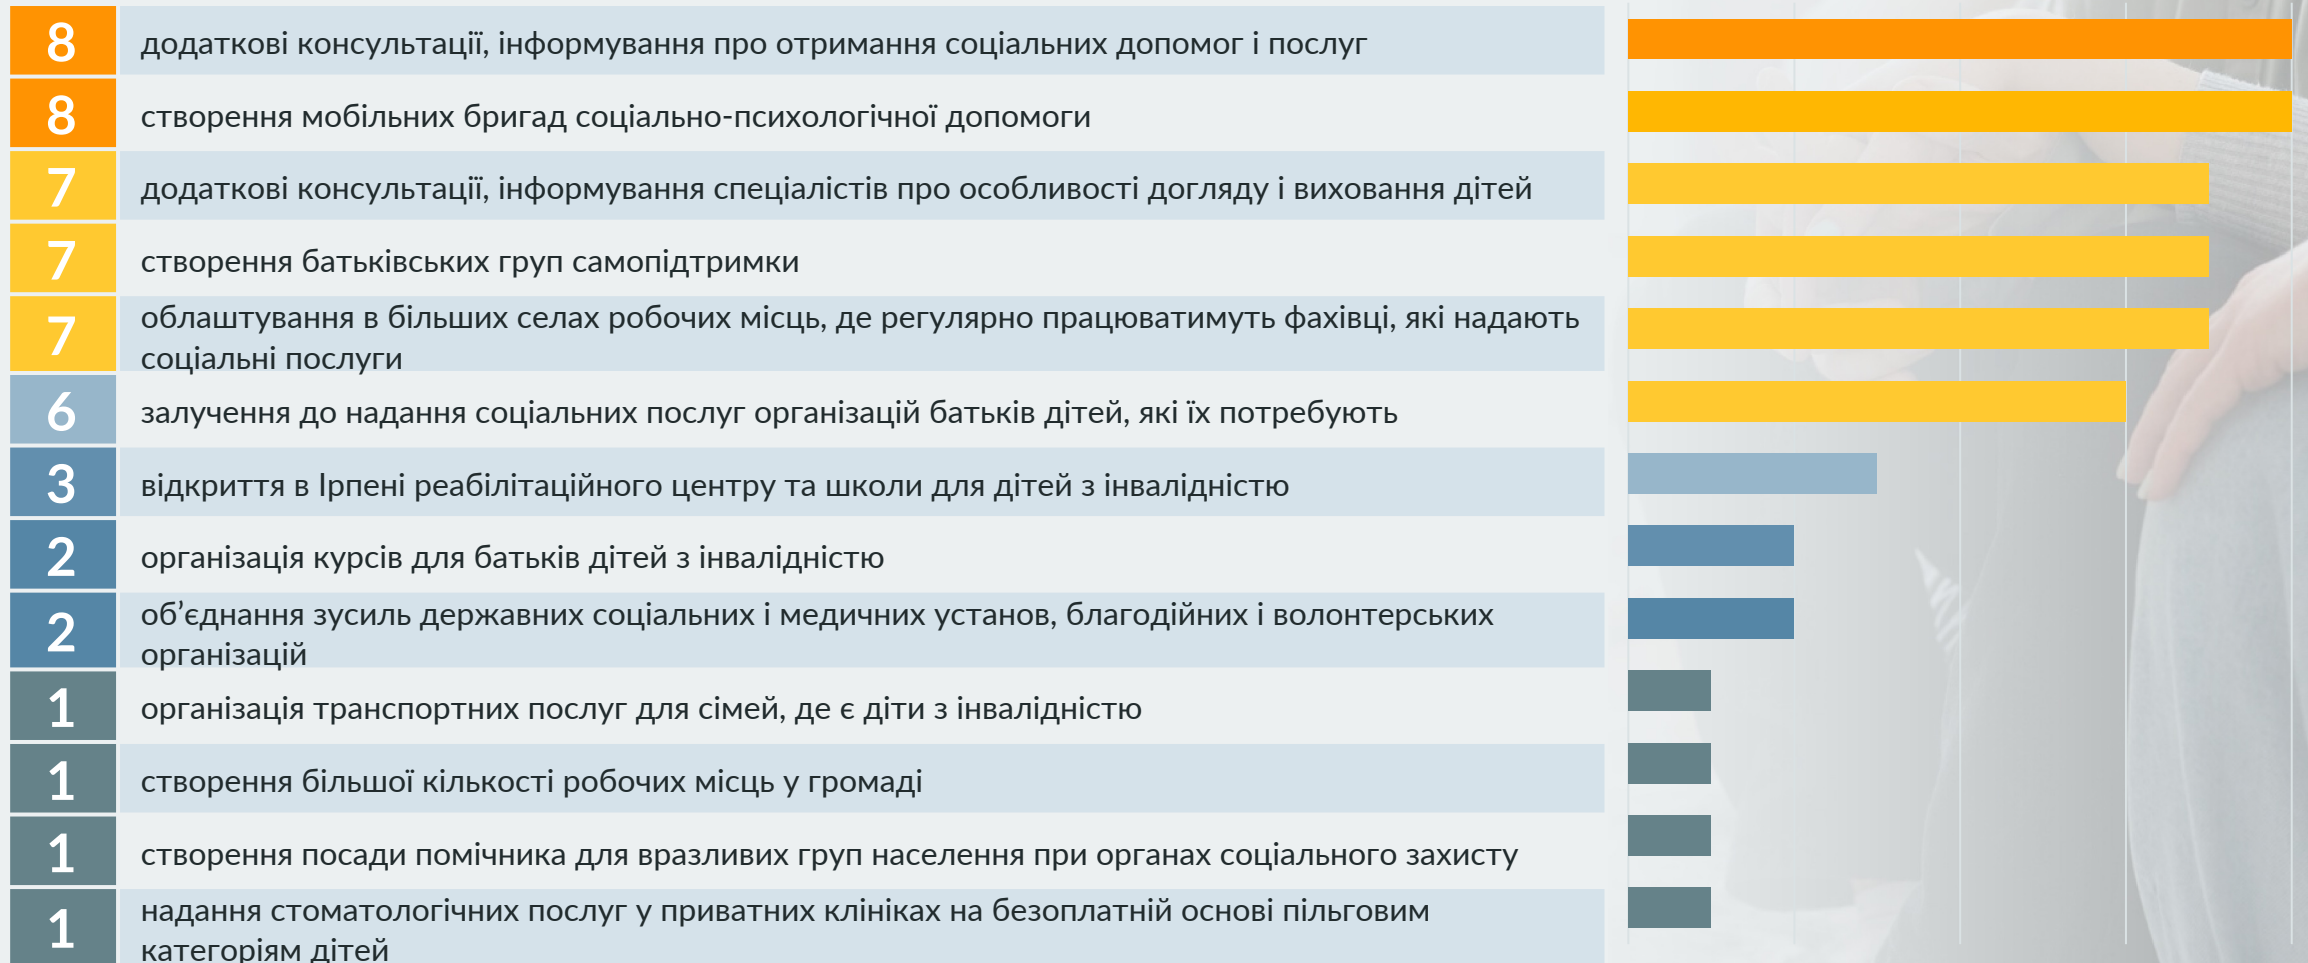 8 додаткові консультації, інформування про отримання соціальних допомог і послуг
8 створення мобільних бригад соціально-психологічної допомоги
7 додаткові консультації, інформування спеціалістів про особливості догляду і виховання дітей
7 створення батьківських груп самопідтримки
7 облаштування в більших селах робочих місць, де регулярно працюватимуть фахівці, які надають
соціальні послуги
6 залучення до надання соціальних послуг організацій батьків дітей, які їх потребують
3 відкриття в Ірпені реабілітаційного центру та школи для дітей з інвалідністю
2 організація курсів для батьків дітей з інвалідністю
2 об’єднання зусиль державних соціальних і медичних установ, благодійних і волонтерських
організацій
1 організація транспортних послуг для сімей, де є діти з інвалідністю
1 створення більшої кількості робочих місць у громаді
1 створення посади помічника для вразливих груп населення при органах соціального захисту
1 надання стоматологічних послуг у приватних клініках на безоплатній основі пільговим
категоріям дітей